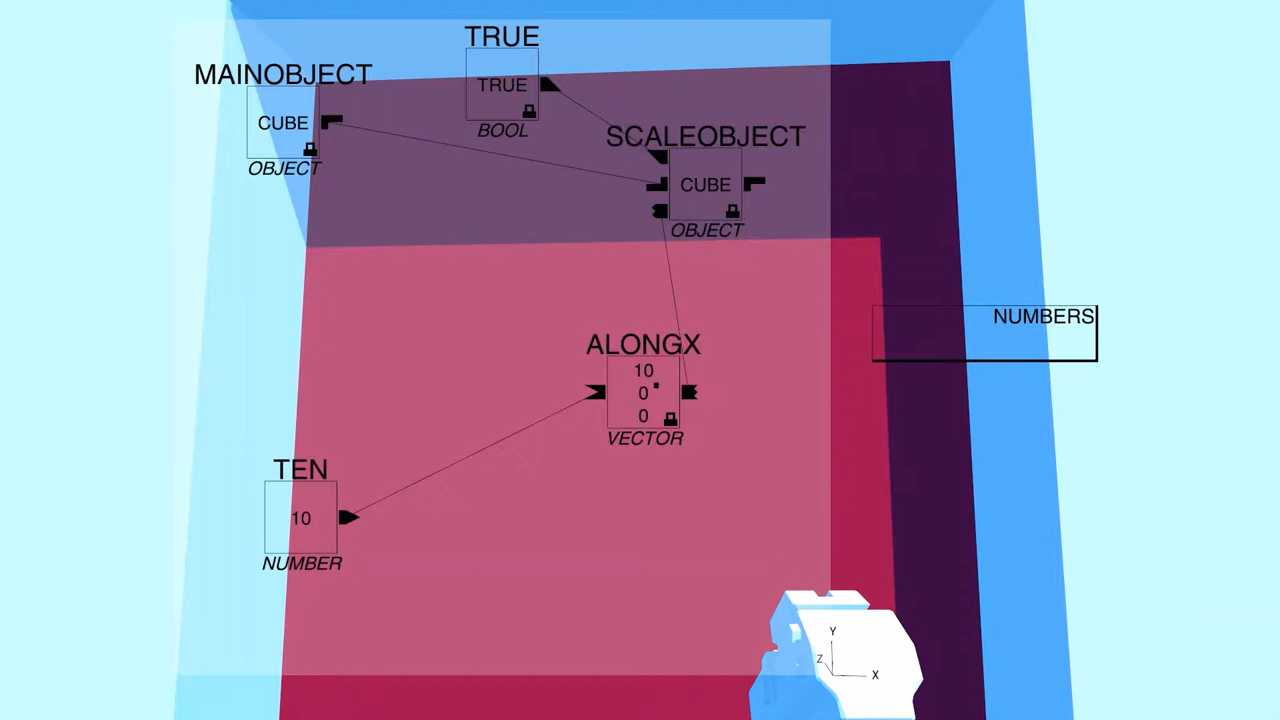 TRUE
TRUE
BOOL
MAINOBJECT
CUBE
OBJECT
SCALEOBJECT
CUBE
OBJECT
NUMBERS
ALONGX
10
0
0
VECTOR
TEN
10
NUMBER
Y
Z
X